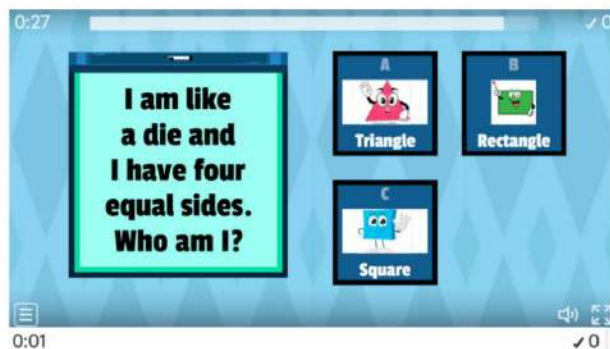 0:27
✓ 0
I am like
a die and
I have four
equal sides.
Who am I?
A
Triangle
B
Rectangle
C
Square
0:01
✓ 0